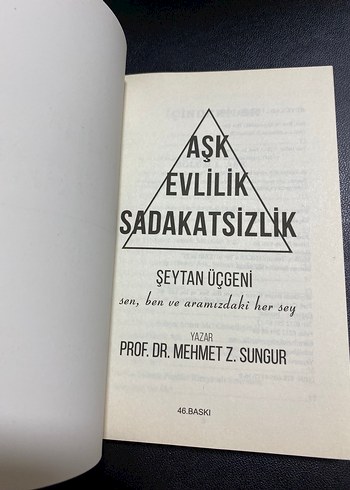 AŞK
EVLİLİK
SADAKATSİZLİK
ŞEYTAN ÜÇGENİ
sen, ben ve aramızdaki her sey
YAZAR
PROF. DR. MEHMET Z. SUNGUR
46.BASKI